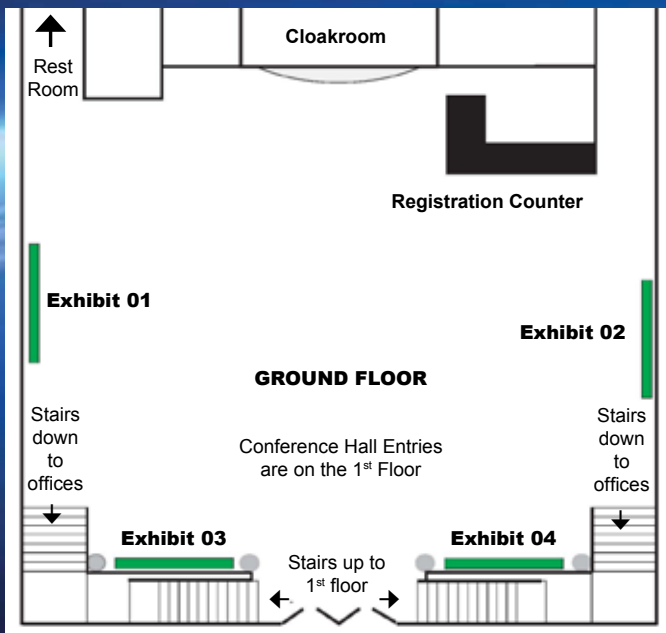 Cloakroom
Rest
Room
Registration Counter
Exhibit 01
Exhibit 02
GROUND FLOOR
Stairs
down
to
offices
Conference Hall Entries
are on the 1st Floor
Stairs
down
to
offices
Exhibit 03
Exhibit 04
Stairs up to
1st floor